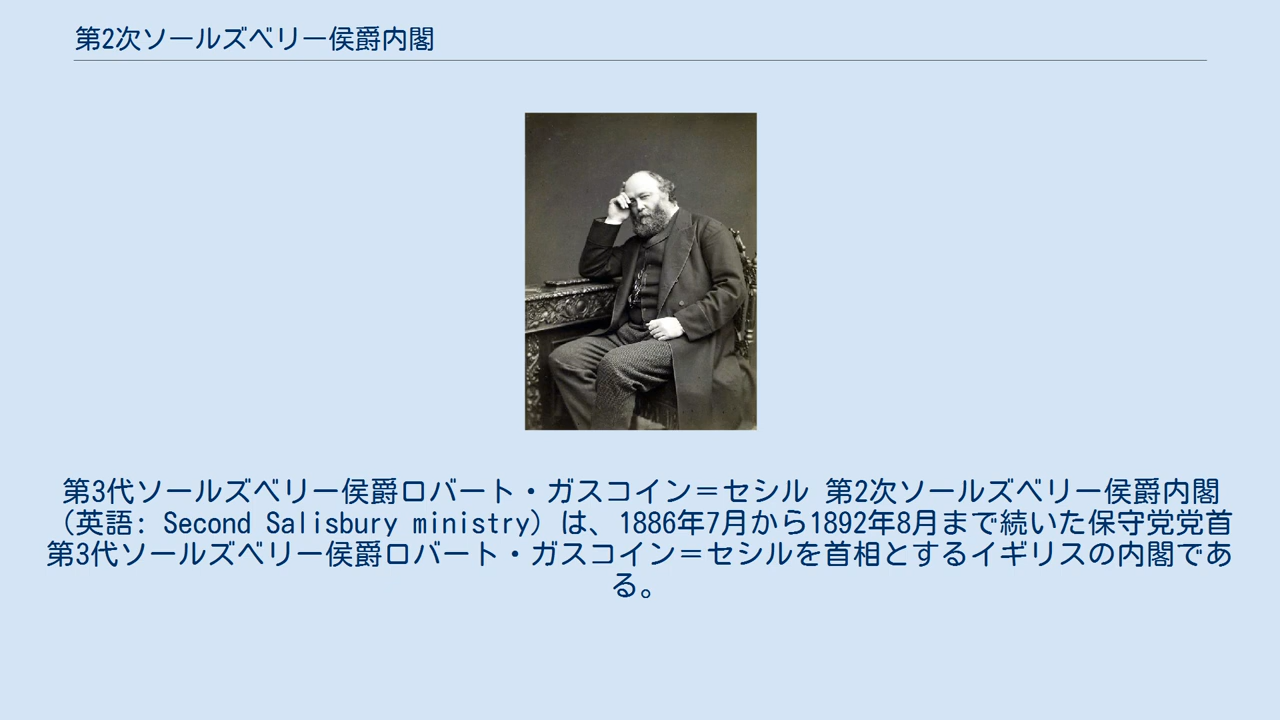 第2次ソールズベリー侯爵内閣
第3代ソールズベリー侯爵ロバート・ガスコイン＝セシル 第2次ソールズベリー侯爵内閣
（英語: Second Salisbury ministry）は、1886年7月から1892年8月まで続いた保守党党首
第3代ソールズベリー侯爵ロバート・ガスコイン＝セシルを首相とするイギリスの内閣であ
る。